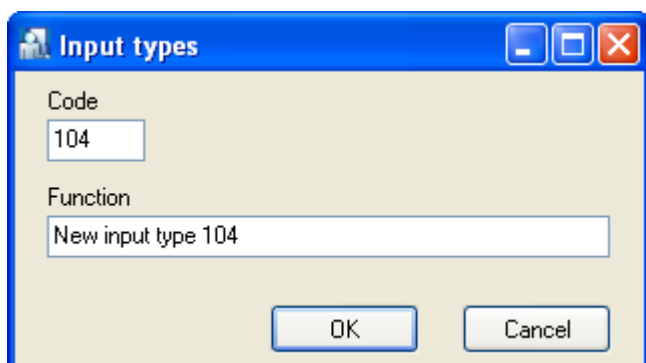 Input types
Code
104
Function
New input type 104
OK Cancel